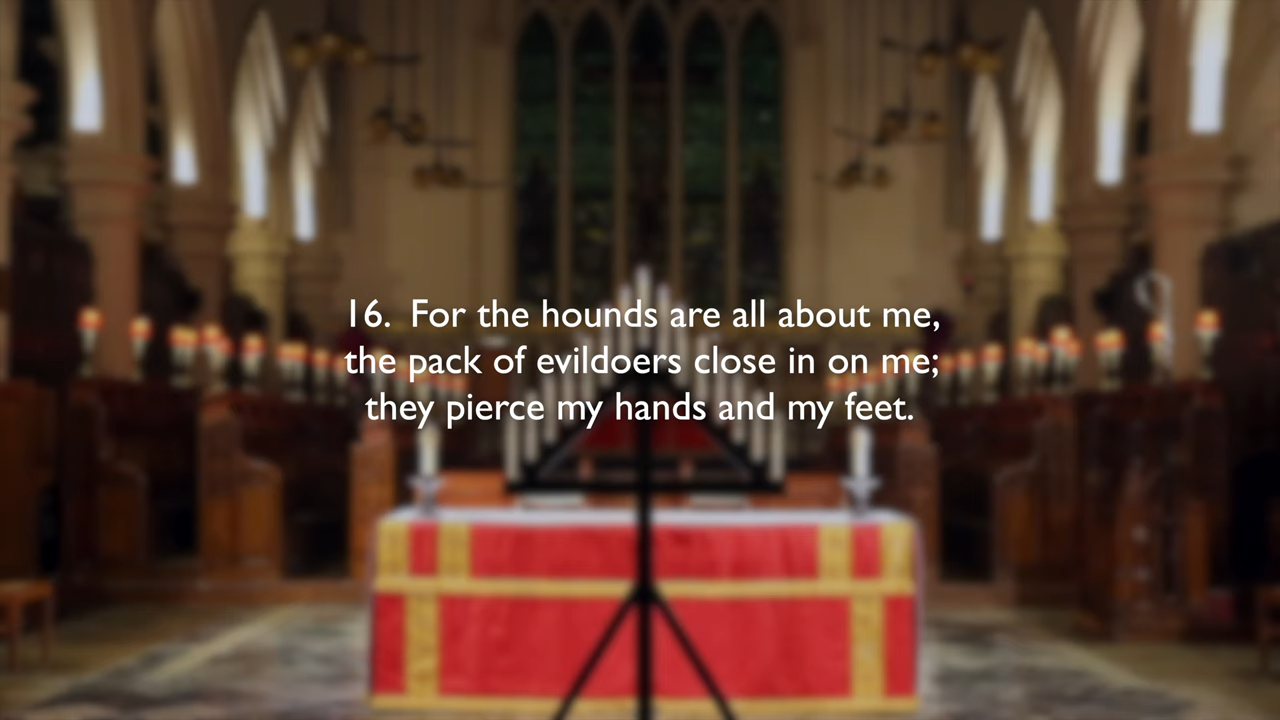 16.  For the hounds are all about me,
the pack of evildoers close in on me;
they pierce my hands and my feet.